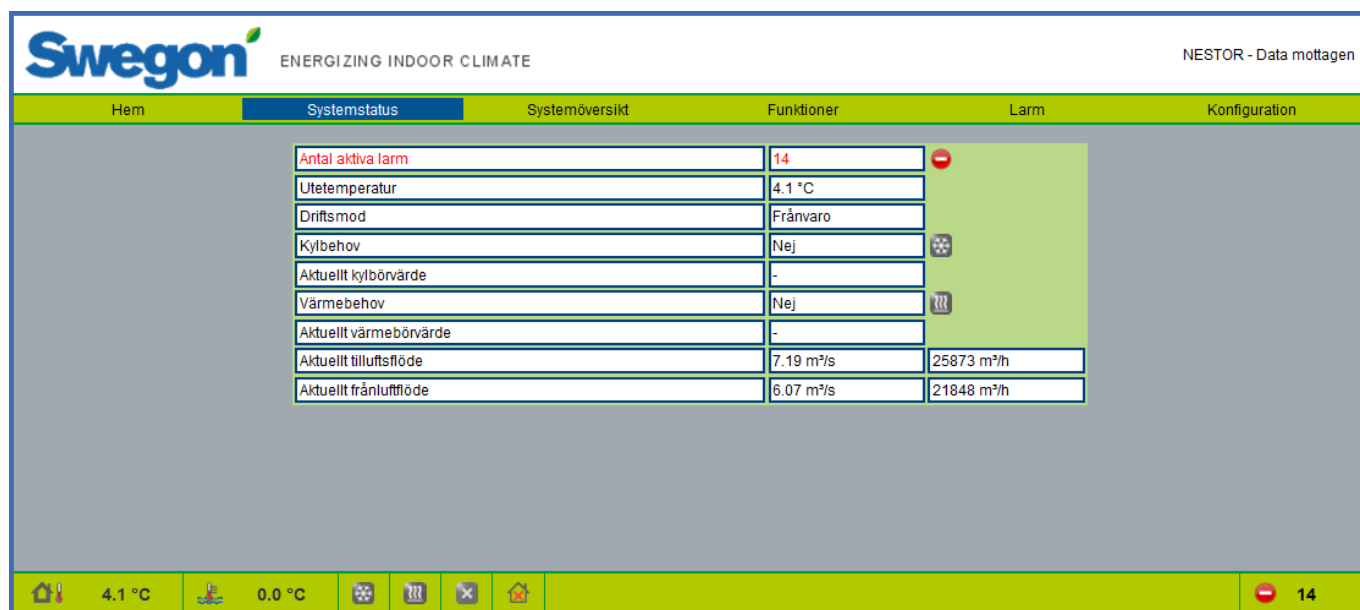 Swegon
ENERGIZING INDOOR CLIMATE
NESTOR - Data mottagen
Hem Systemstatus Systemöversikt Funktioner Larm Konfiguration
Antal aktiva larm 14
Utetemperatur 4.1 °C
Driftsmod Frånvaro
Kylbehov Nej
Aktuellt kylbörvärde -
Värmebehov Nej
Aktuellt värmebörvärde -
Aktuellt tilluftsflöde 7.19 m³/s 25873 m³/h
Aktuellt frånluftflöde 6.07 m³/s 21848 m³/h
4.1 °C 0.0 °C 14